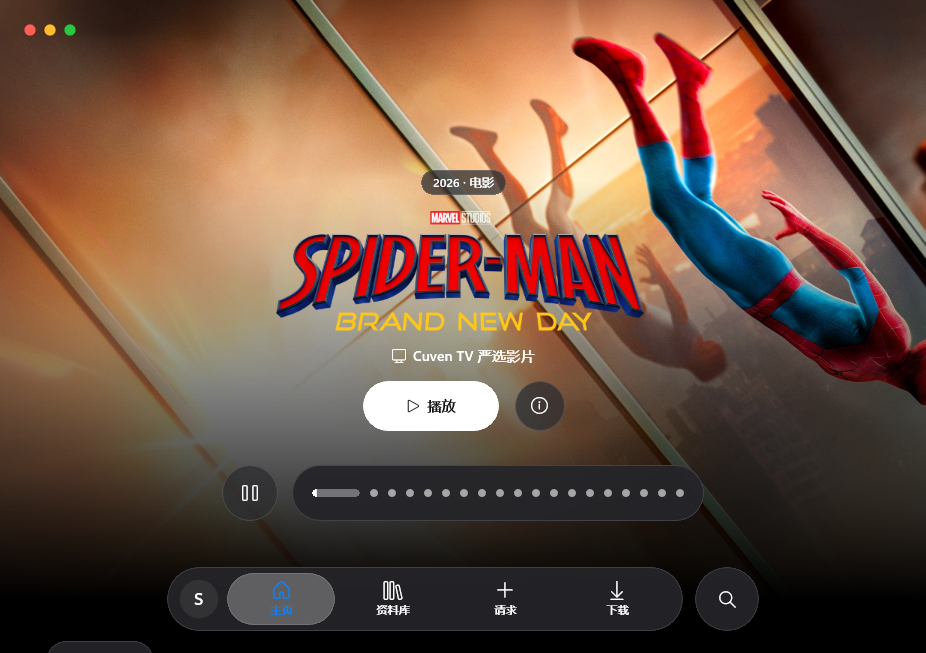 2026 · 电影
MARVEL STUDIOS
SPIDER-MAN
BRAND NEW DAY
Cuven TV 严选影片
播放
S
主页
资料库
请求
下载